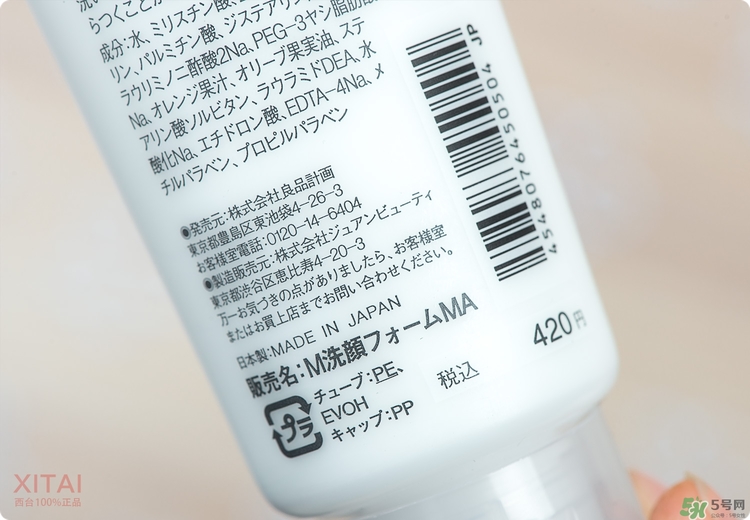 らつくことが
成分：水、ミリスチン酸、
リン、パルミチン酸、ジステアリン
ラウリミノ二酢酸2Na、PEG-3ヤシ脂肪酸
Na、オレンジ果汁、オリーブ果実油、ステ
アリン酸ソルビタン、ラウラミドDEA、水
酸化Na、エチドロン酸、EDTA-4Na、メ
チルパラベン、プロピルパラベン
●発売元：株式会社良品計画
東京都豊島区東池袋4-26-3
お客様室電話：0120-14-6404
●製造販売元：株式会社ジュアンビューティ
東京都渋谷区恵比寿4-20-3
万一お気づきの点がありましたら、お客様室
またはお買上店までお問い合わせください。
日本製：MADE IN JAPAN
販売名：M洗顔フォームMA
プラ
チューブ：PE、
EVOH
キャップ：PP
税込
420円
JP
4548076450504
XITAI
西台100%正品
5号网